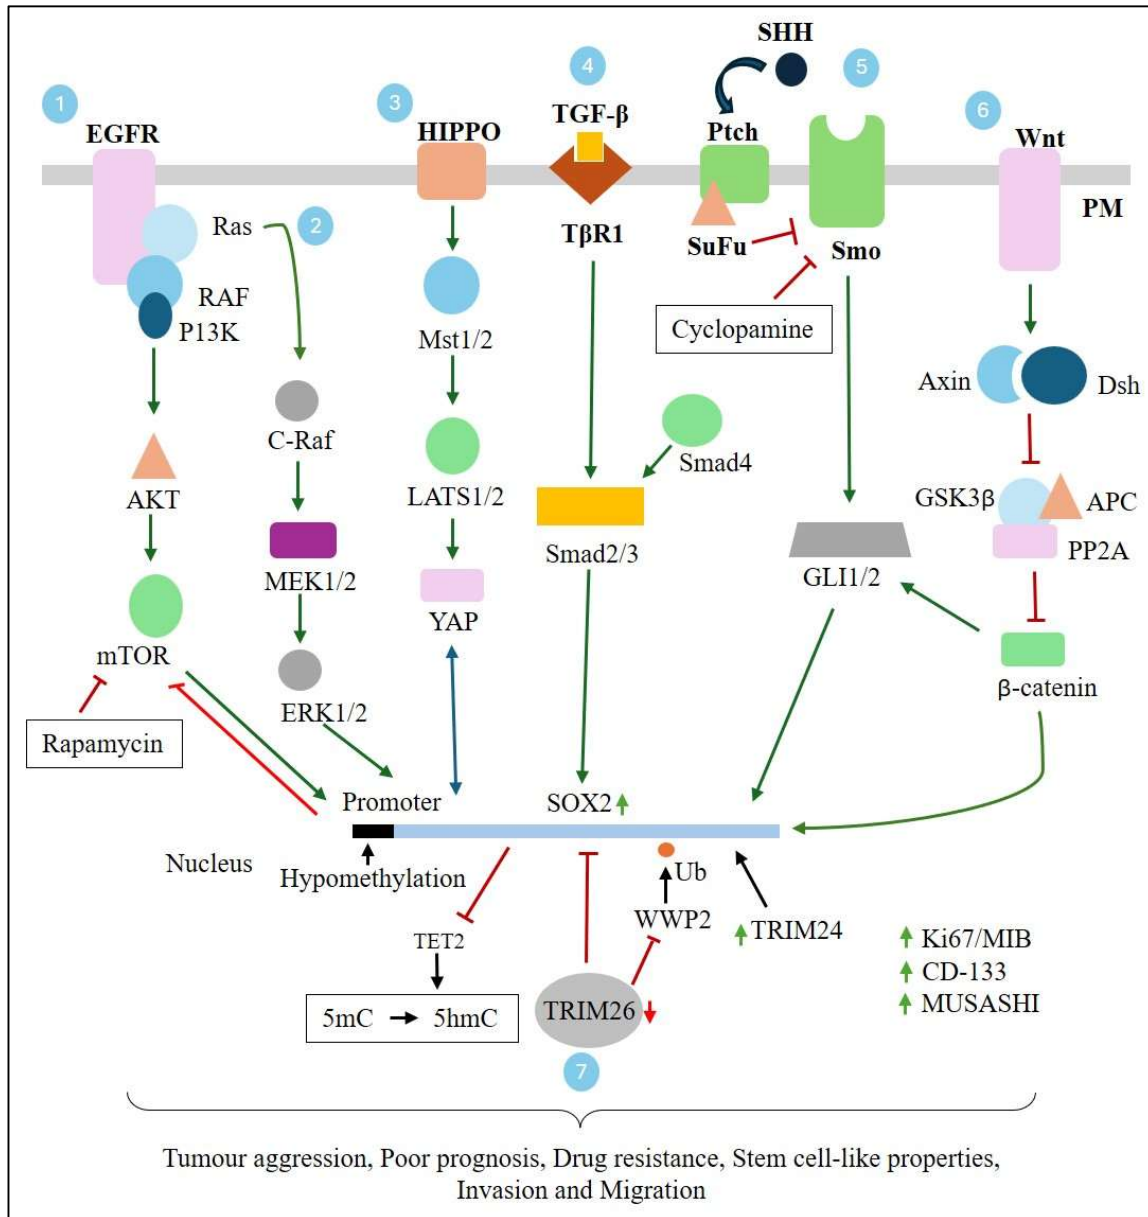 SHH
1
3
4
5
6
EGFR
HIPPO
TGF-β
Ptch
Wnt
PM
Ras
2
TβR1
SuFu
Smo
RAF
P13K
Mst1/2
Cyclopamine
Axin
Dsh
C-Raf
AKT
LATS1/2
Smad4
GSK3β
APC
PP2A
MEK1/2
Smad2/3
GLI1/2
YAP
mTOR
ERK1/2
β-catenin
Rapamycin
Promoter
SOX2
Nucleus
Hypomethylation
Ub
TET2
WWP2
TRIM24
Ki67/MIB
CD-133
MUSASHI
5mC
5hmC
TRIM26
7
Tumour aggression, Poor prognosis, Drug resistance, Stem cell-like properties,
Invasion and Migration